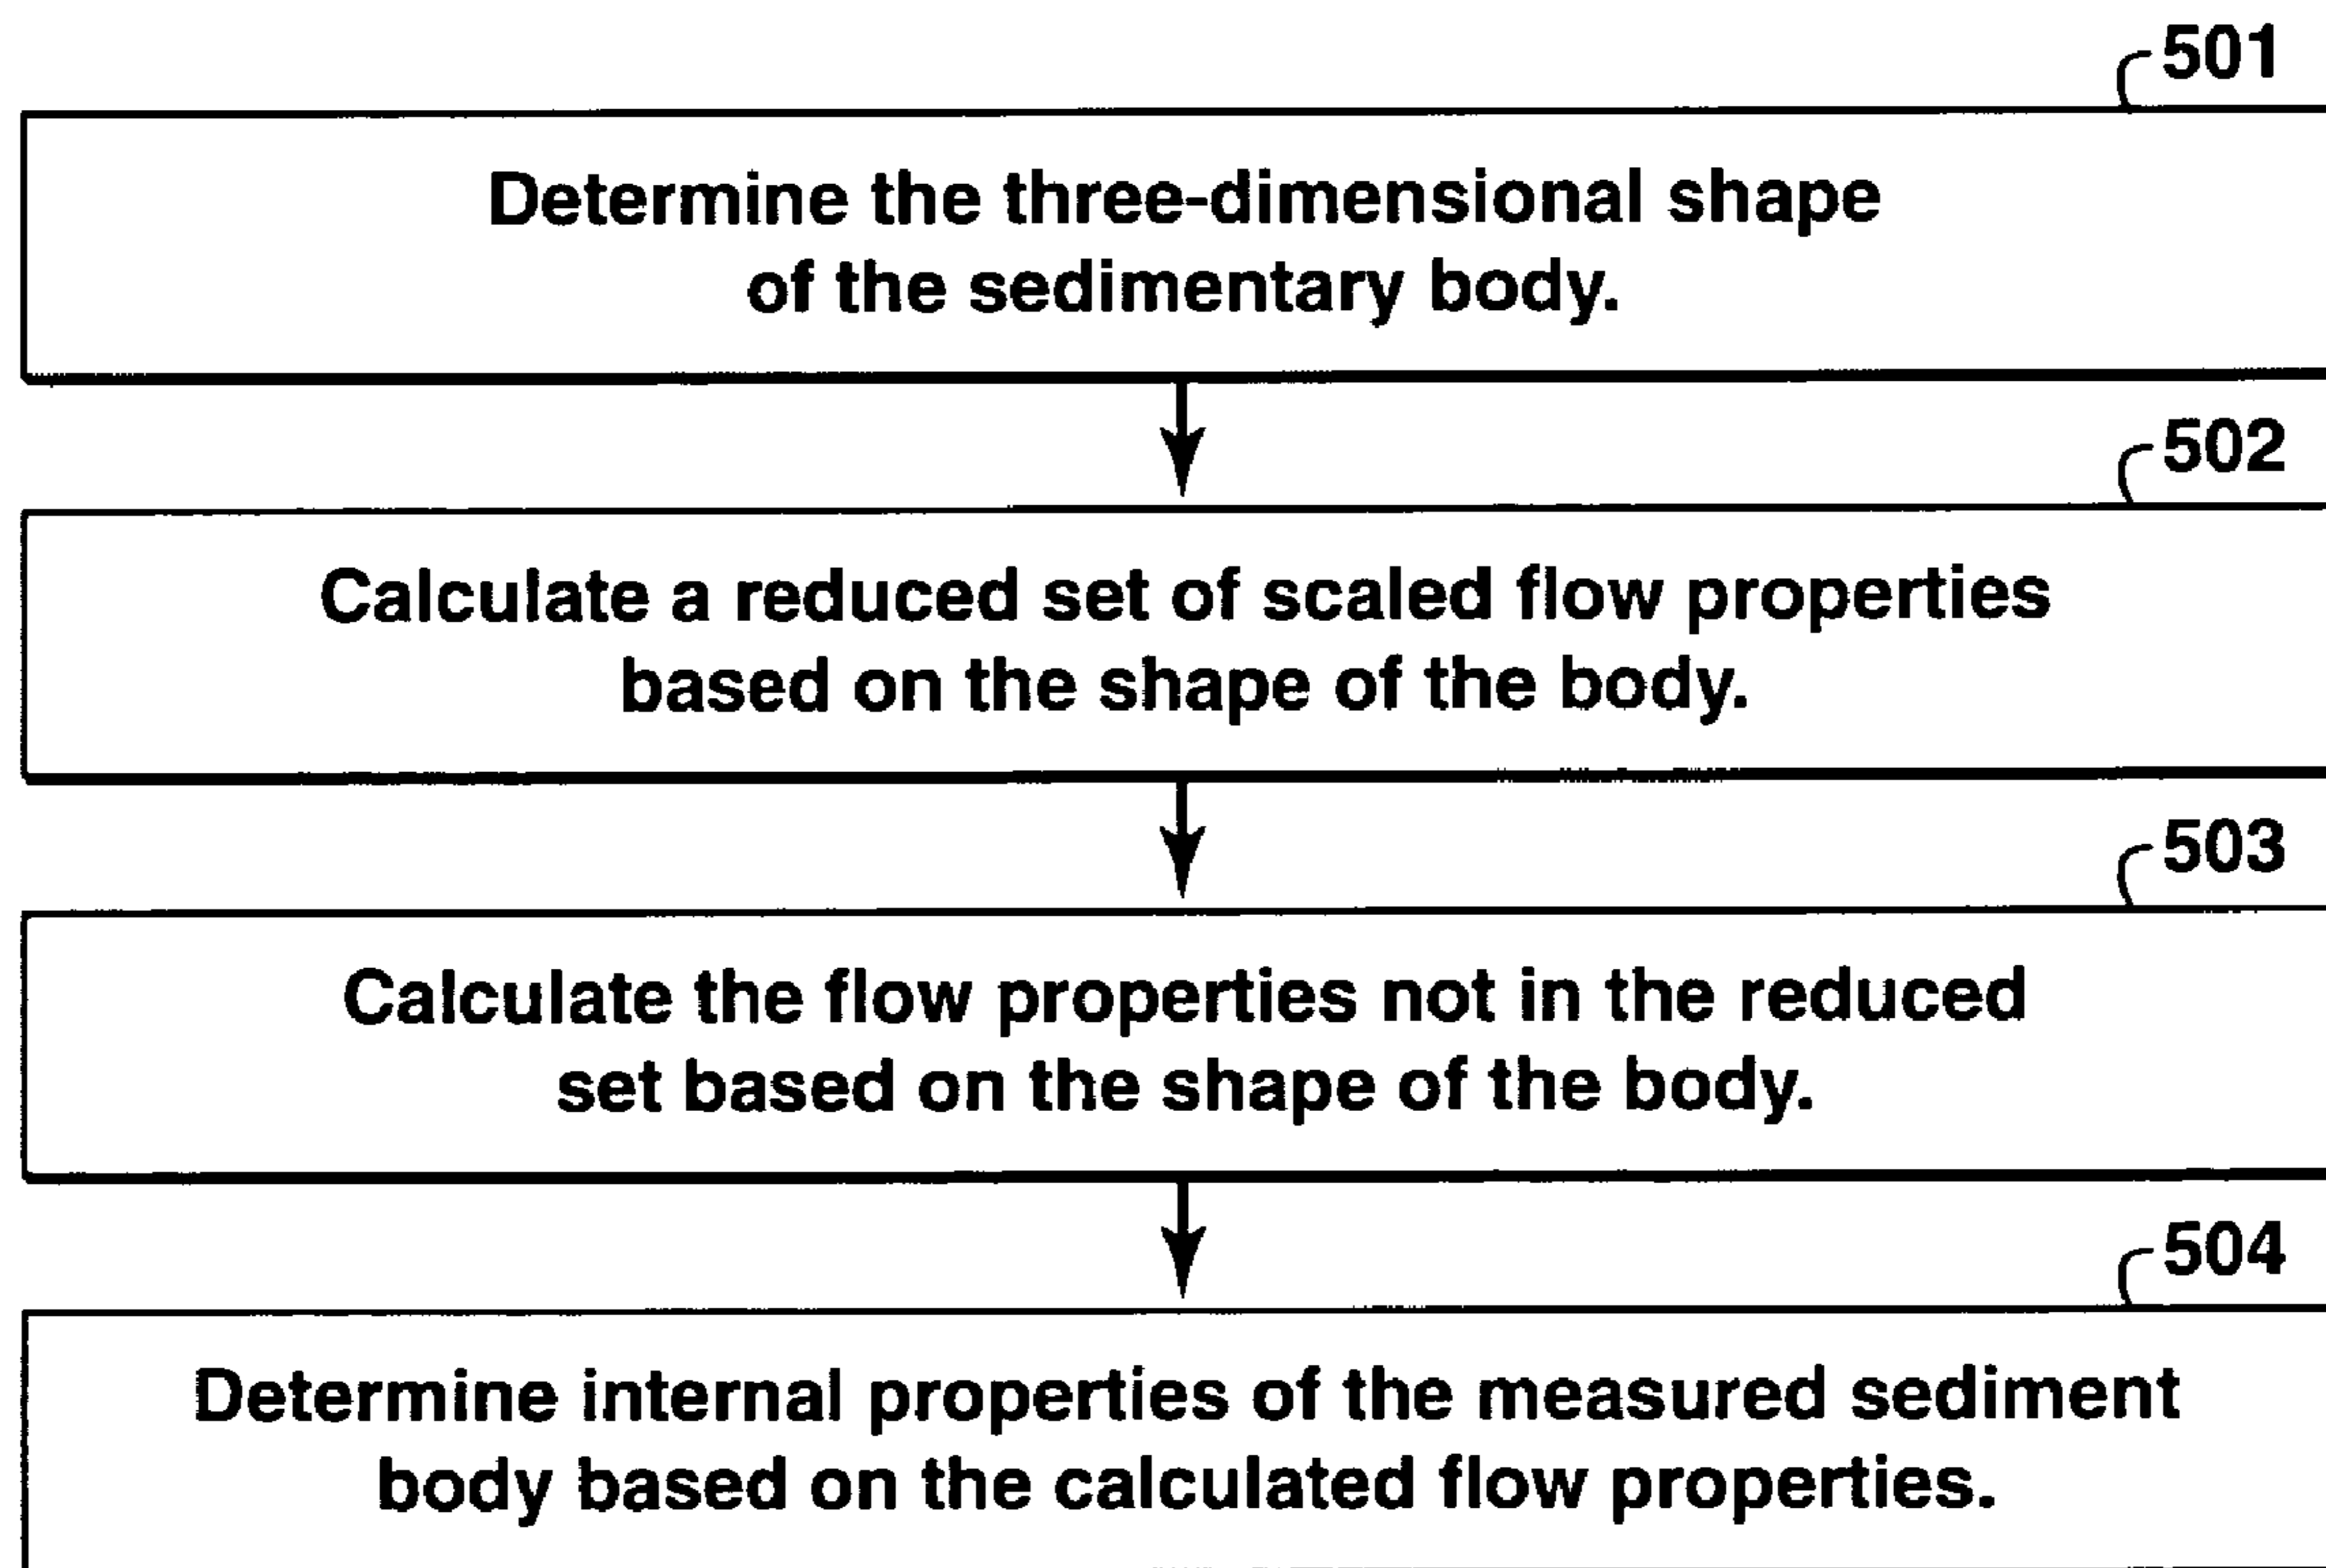 501
Determine the three-dimensional shape
of the sedimentary body.
502
Calculate a reduced set of scaled flow properties
based on the shape of the body.
503
Calculate the flow properties not in the reduced
set based on the shape of the body.
504
Determine internal properties of the measured sediment
body based on the calculated flow properties.